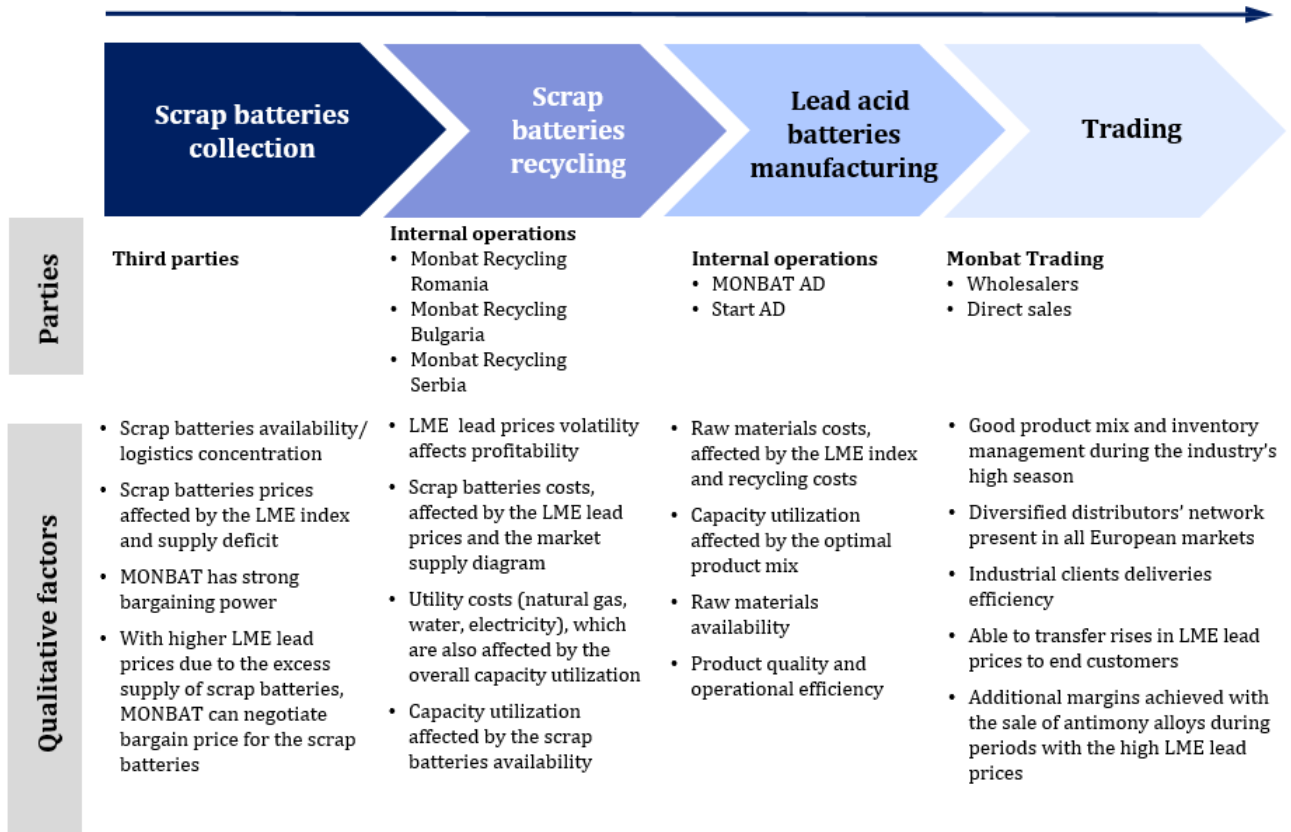 Scrap batteries
collection
Scrap
batteries
recycling
Lead acid
batteries
manufacturing
Trading
Parties
Third parties
Internal operations
• Monbat Recycling
Romania
• Monbat Recycling
Bulgaria
• Monbat Recycling
Serbia
Internal operations
• MONBAT AD
• Start AD
Monbat Trading
• Wholesalers
• Direct sales
Qualitative factors
• Scrap batteries availability/
logistics concentration
• Scrap batteries prices
affected by the LME index
and supply deficit
• MONBAT has strong
bargaining power
• With higher LME lead
prices due to the excess
supply of scrap batteries,
MONBAT can negotiate
bargain price for the scrap
batteries
• LME lead prices volatility
affects profitability
• Scrap batteries costs,
affected by the LME lead
prices and the market
supply diagram
• Utility costs (natural gas,
water, electricity), which
are also affected by the
overall capacity utilization
• Capacity utilization
affected by the scrap
batteries availability
• Raw materials costs,
affected by the LME index
and recycling costs
• Capacity utilization
affected by the optimal
product mix
• Raw materials
availability
• Product quality and
operational efficiency
• Good product mix and inventory
management during the industry's
high season
• Diversified distributors' network
present in all European markets
• Industrial clients deliveries
efficiency
• Able to transfer rises in LME lead
prices to end customers
• Additional margins achieved with
the sale of antimony alloys during
periods with the high LME lead
prices